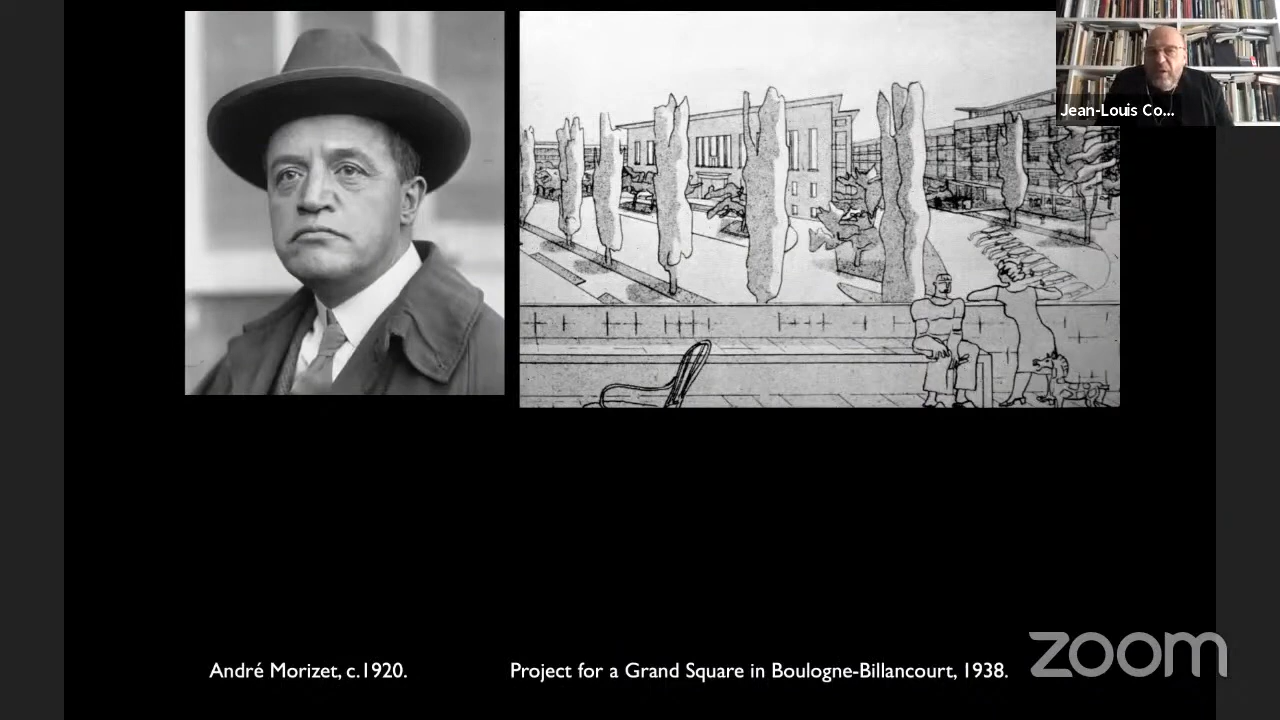 Jean-Louis Co...
André Morizet, c.1920.
Project for a Grand Square in Boulogne-Billancourt, 1938.
zoom